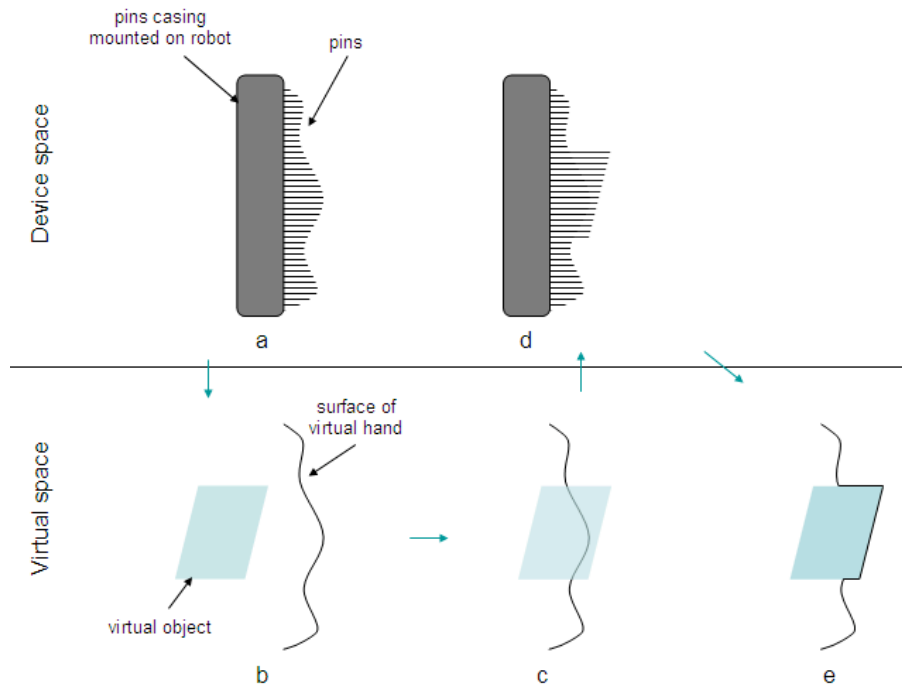 pins casing
mounted on robot
pins
Device space
a
d
surface of
virtual hand
Virtual space
virtual object
b
c
e